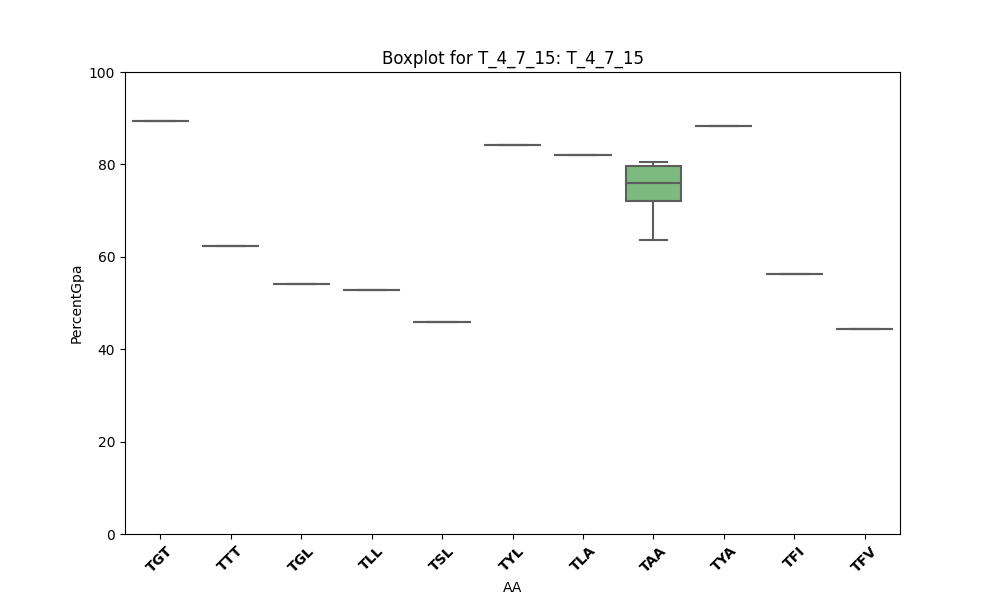 Boxplot for T_4_7_15: T_4_7_15
100
80
60
40
20
0
PercentGpa
TGT
TTT
TGL
TLL
TSL
TYL
TLA
TAA
TYA
TFI
TFV
AA